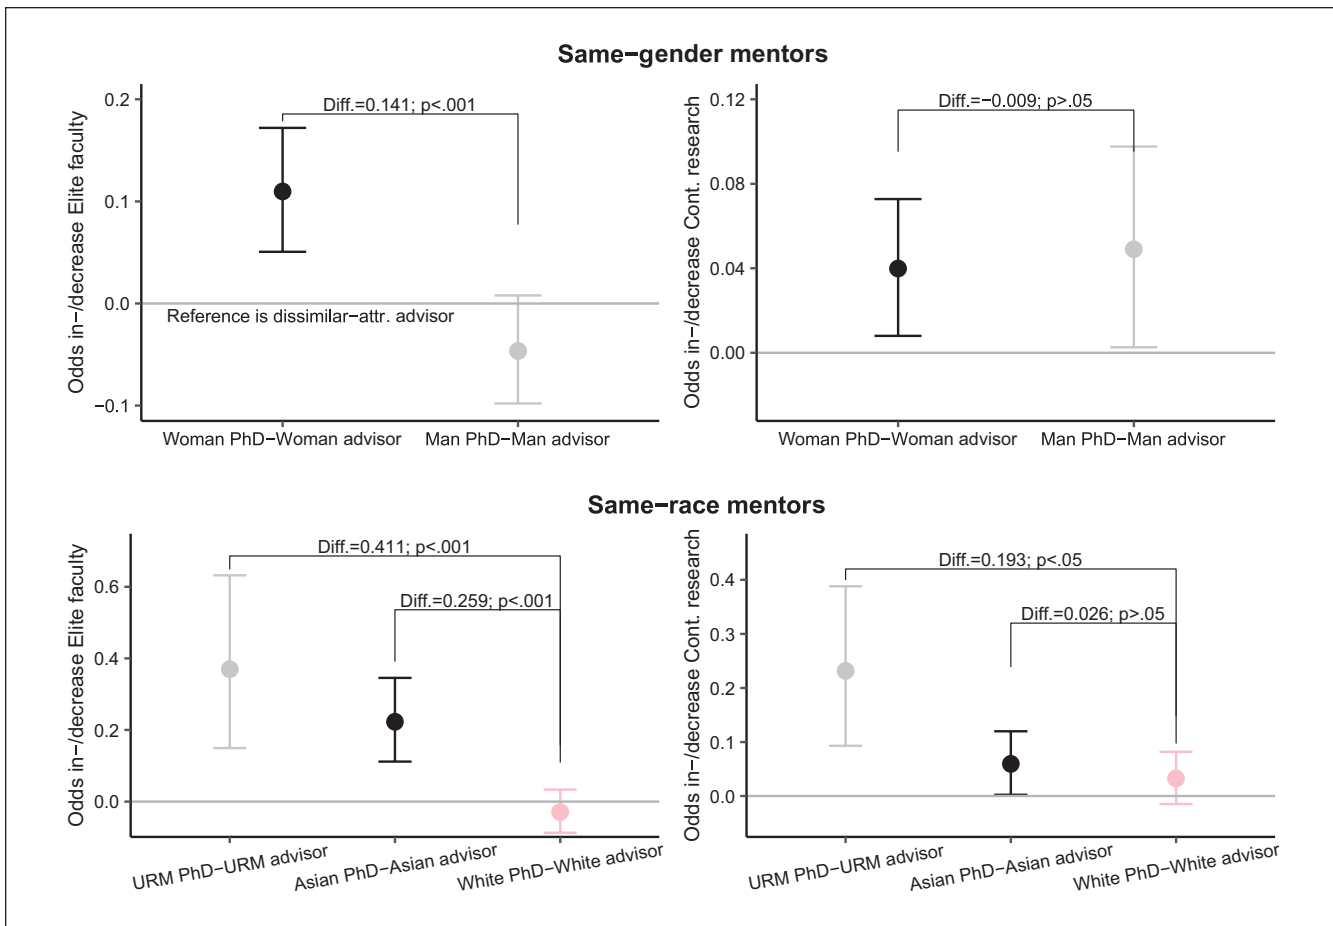 Same−gender mentors
Odds in−/decrease Elite faculty
0.2
0.1
0.0
−0.1
Diff.=0.141; p<.001
Reference is dissimilar−attr. advisor
Woman PhD−Woman advisor
Man PhD−Man advisor
Odds in−/decrease Cont. research
0.12
0.08
0.04
0.00
Diff.=−0.009; p>.05
Woman PhD−Woman advisor
Man PhD−Man advisor
Same−race mentors
Odds in−/decrease Elite faculty
0.6
0.4
0.2
0.0
Diff.=0.411; p<.001
Diff.=0.259; p<.001
URM PhD−URM advisor
Asian PhD−Asian advisor
White PhD−White advisor
Odds in−/decrease Cont. research
0.4
0.3
0.2
0.1
0.0
Diff.=0.193; p<.05
Diff.=0.026; p>.05
URM PhD−URM advisor
Asian PhD−Asian advisor
White PhD−White advisor